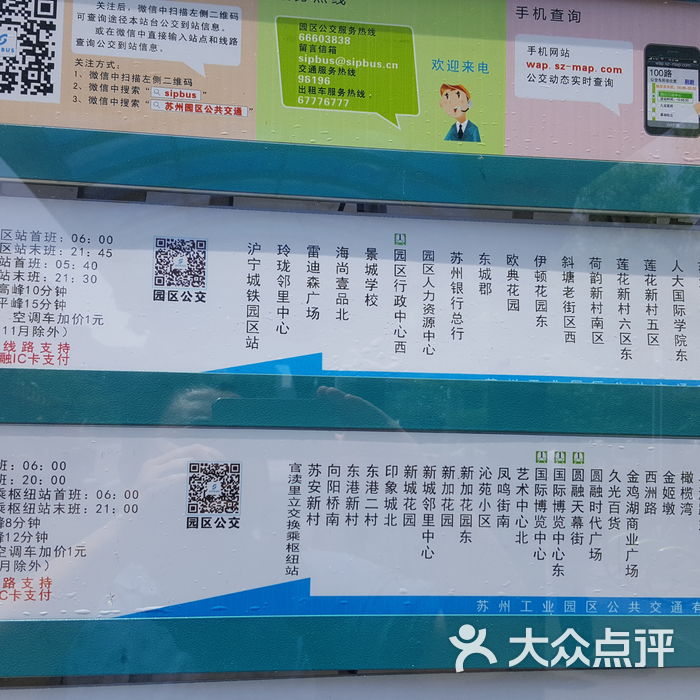 关注后，微信中扫描左侧二维码
可查询途径本站台公交到站信息，
或在微信中直接输入站点和线路
查询公交到站信息。
关注方式：
1、微信中扫描左侧二维码
2、微信中搜索“sipbus”
3、微信中搜索“苏州园区公共交通”
园区公交服务热线
66603838
留言信箱
sipbus@sipbus.cn
交通服务热线
96196
出租车服务热线
67776777
欢迎来电
手机查询
手机网站
wap.sz-map.com
公交动态实时查询
100路
区站首班：06：00
区站末班：21：45
站首班：05：40
站末班：21：30
高峰10分钟
平峰15分钟
空调车加价1元
11月除外）
线路支持
融IC卡支付
园区公交
沪宁城铁园区站
玲珑邻里中心
雷迪森广场
海尚壹品北
景城学校
园区行政中心西
园区人力资源中心
苏州银行总行
东城郡
欧典花园
伊顿花园东
斜塘老街区西
荷韵新村南区
莲花新村六区东
莲花新村五区
人大国际学院东
班：06：00
班：20：00
乘枢纽站首班：06：00
乘枢纽站末班：21：00
峰8分钟
峰12分钟
空调车加价1元
月除外）
路支持
C卡支付
园区公交
官渎里立交换乘枢纽站
苏安新村
向阳桥南
东港新村
东港二村
印象城北
新城花园
新城邻里中心
新加花园
新加花园东
沁苑小区
凤鸣街南
艺术中心北
国际博览中心
国际博览中心东
圆融天幕街
圆融时代广场
久光百货
金鸡湖商业广场
西洲路
金姬墩
橄榄湾
苏州工业园区公共交通有
大众点评